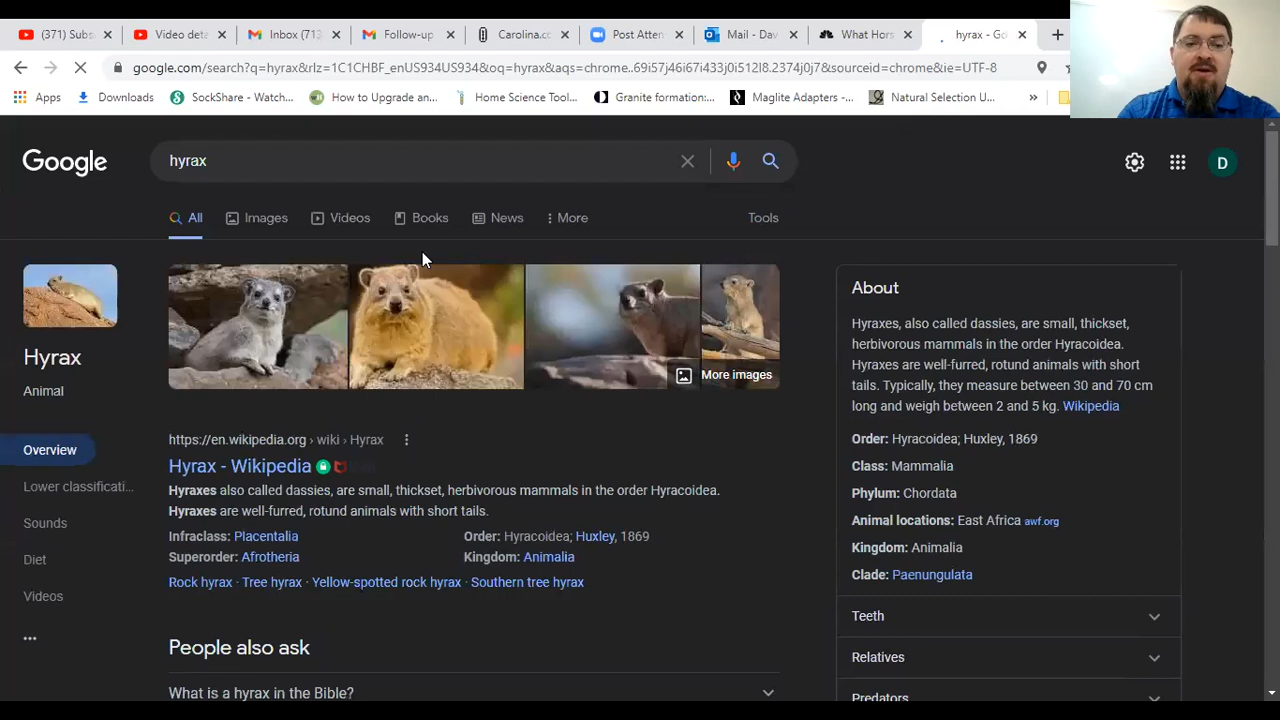 (371) Subs
Video deta
Inbox (713
Follow-up
Carolina.cc
Post Atten
Mail - Dav
What Hors
hyrax - Go
google.com/search?q=hyrax&rlz=1C1CHBF_enUS934US934&oq=hyrax&aqs=chrome..69i57j46i67i433j0i512l8.2374j0j7&sourceid=chrome&ie=UTF-8
Apps
Downloads
SockShare - Watch...
How to Upgrade an...
Home Science Tool...
Granite formation:...
Maglite Adapters -...
Natural Selection U...
»
Google
hyrax
D
All
Images
Videos
Books
News
More
Tools
Hyrax
Animal
Overview
Lower classificati...
Sounds
Diet
Videos
More images
https://en.wikipedia.org › wiki › Hyrax
Hyrax - Wikipedia
Hyraxes also called dassies, are small, thickset, herbivorous mammals in the order Hyracoidea.
Hyraxes are well-furred, rotund animals with short tails.
Infraclass: Placentalia
Order: Hyracoidea; Huxley, 1869
Superorder: Afrotheria
Kingdom: Animalia
Rock hyrax · Tree hyrax · Yellow-spotted rock hyrax · Southern tree hyrax
People also ask
What is a hyrax in the Bible?
About
Hyraxes, also called dassies, are small, thickset,
herbivorous mammals in the order Hyracoidea.
Hyraxes are well-furred, rotund animals with short
tails. Typically, they measure between 30 and 70 cm
long and weigh between 2 and 5 kg. Wikipedia
Order: Hyracoidea; Huxley, 1869
Class: Mammalia
Phylum: Chordata
Animal locations: East Africa awf.org
Kingdom: Animalia
Clade: Paenungulata
Teeth
Relatives
Predators